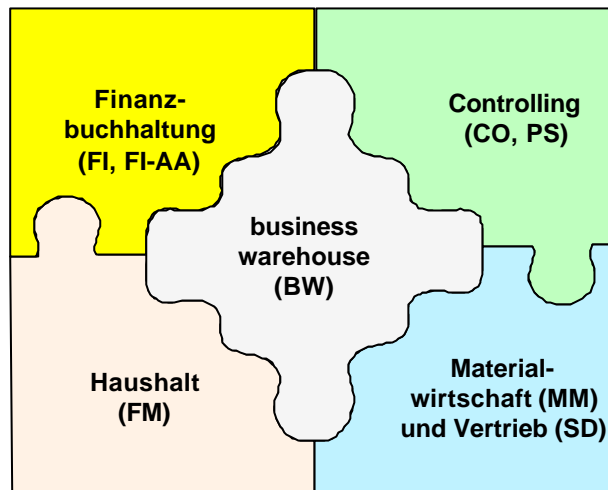 Finanz-
buchhaltung
(FI, FI-AA)
Controlling
(CO, PS)
business
warehouse
(BW)
Haushalt
(FM)
Material-
wirtschaft (MM)
und Vertrieb (SD)